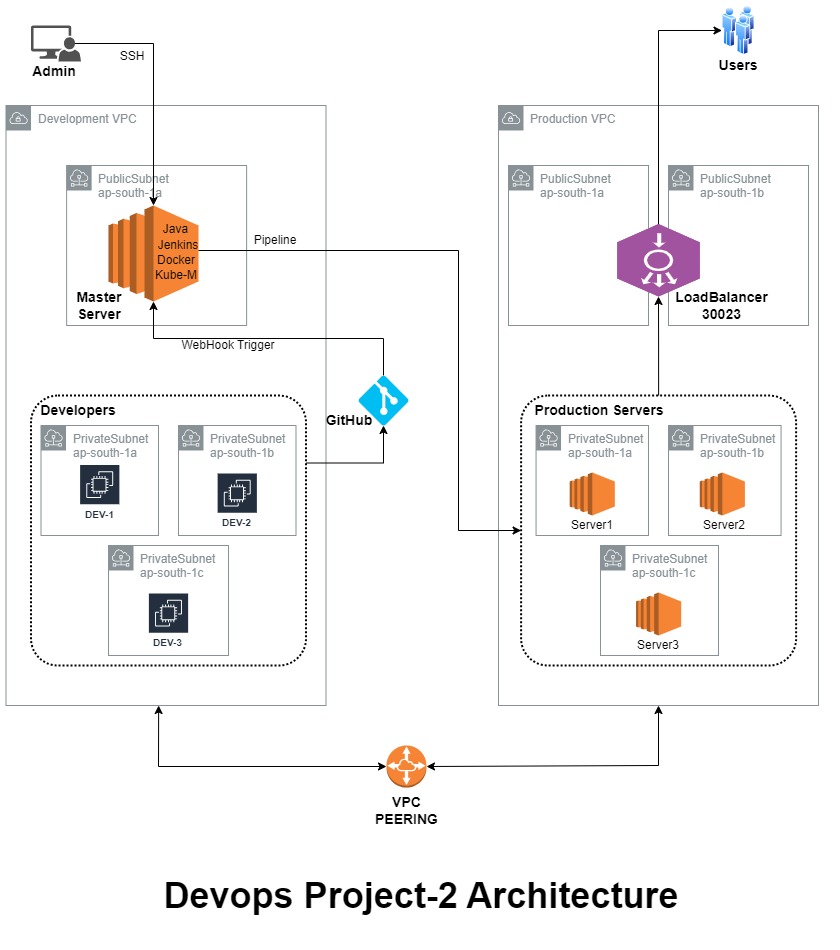 Admin
SSH
Users
Development VPC
PublicSubnet
ap-south-1a
Java
Jenkins
Docker
Kube-M
Master
Server
Pipeline
WebHook Trigger
GitHub
Developers
PrivateSubnet
ap-south-1a
DEV-1
PrivateSubnet
ap-south-1b
DEV-2
PrivateSubnet
ap-south-1c
DEV-3
Production VPC
PublicSubnet
ap-south-1a
PublicSubnet
ap-south-1b
LoadBalancer
30023
Production Servers
PrivateSubnet
ap-south-1a
Server1
PrivateSubnet
ap-south-1b
Server2
PrivateSubnet
ap-south-1c
Server3
VPC
PEERING
Devops Project-2 Architecture